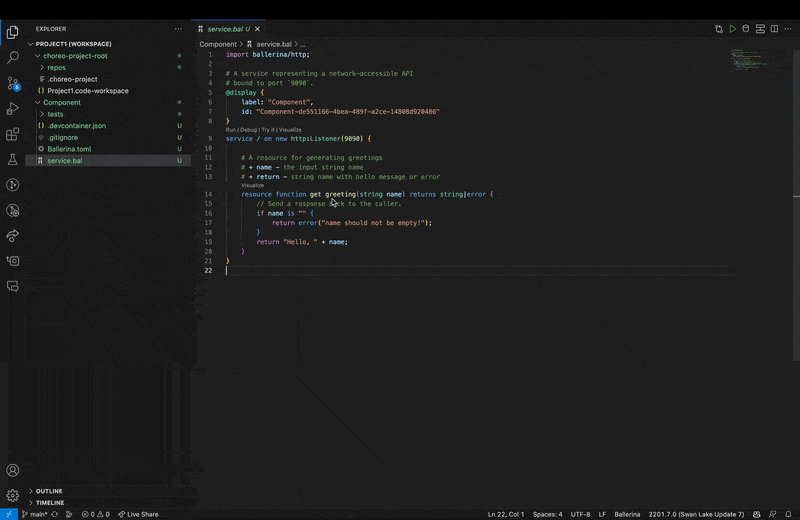 EXPLORER
service.bal U
PROJECT1 (WORKSPACE)
choreo-project-root
repos
.choreo-project
Project1.code-workspace
Component
tests
.devcontainer.json U
.gitignore U
Ballerina.toml U
service.bal U
OUTLINE
TIMELINE
Component > service.bal > ...
1 import ballerina/http;
2
3 # A service representing a network-accessible API
4 # bound to port `9090`.
5 @display {
6 label: "Component",
7 id: "Component-de551166-4bea-489f-a2ce-14808d920486"
8 }
Run | Debug | Try it | Visualize
9 service / on new http:Listener(9090) {
10
11 # A resource for generating greetings
12 # + name - the input string name
13 # + return - string name with hello message or error
Visualize
14 resource function get greeting(string name) returns string|error {
15 // Send a response back to the caller.
16 if name is "" {
17 return error("name should not be empty!");
18 }
19 return "Hello, " + name;
20 }
21 }
22
main* 0 0 Live Share
Ln 22, Col 1 Spaces: 4 UTF-8 LF Ballerina 2201.7.0 (Swan Lake Update 7)